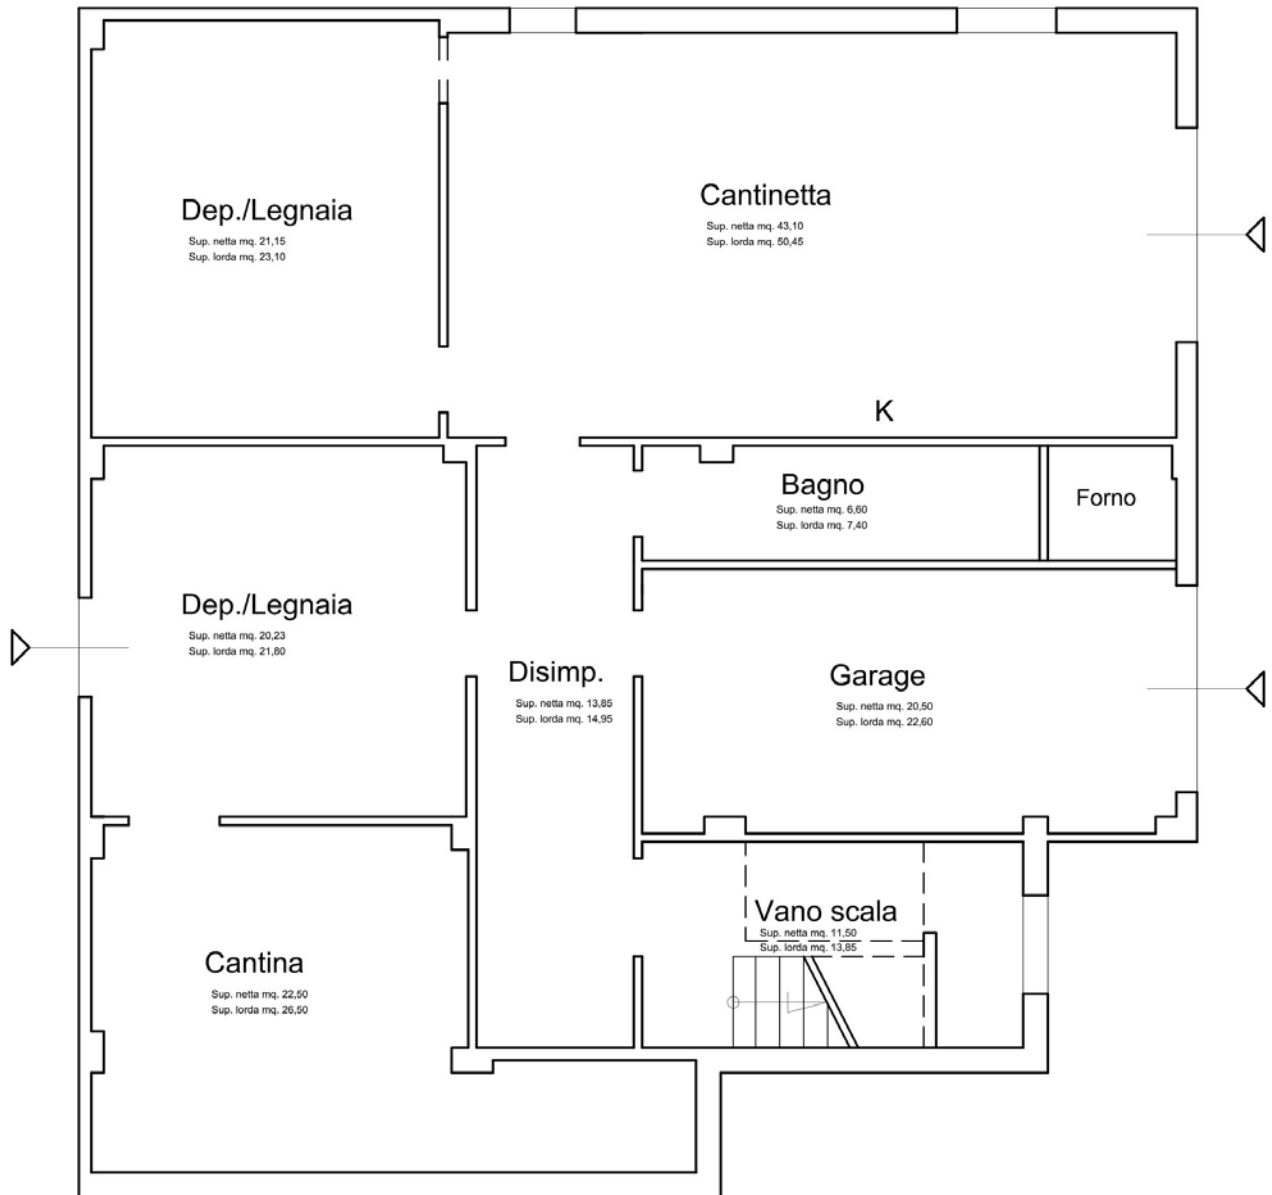 Dep./Legnaia
Sup. netta mq. 21,15
Sup. lorda mq. 23,10
Cantinetta
Sup. netta mq. 43,10
Sup. lorda mq. 50,45
K
Bagno
Sup. netta mq. 6,60
Sup. lorda mq. 7,40
Forno
Dep./Legnaia
Sup. netta mq. 20,23
Sup. lorda mq. 21,80
Disimp.
Sup. netta mq. 13,85
Sup. lorda mq. 14,95
Garage
Sup. netta mq. 20,50
Sup. lorda mq. 22,60
Vano scala
Sup. netta mq. 11,50
Sup. lorda mq. 13,85
Cantina
Sup. netta mq. 22,50
Sup. lorda mq. 26,50